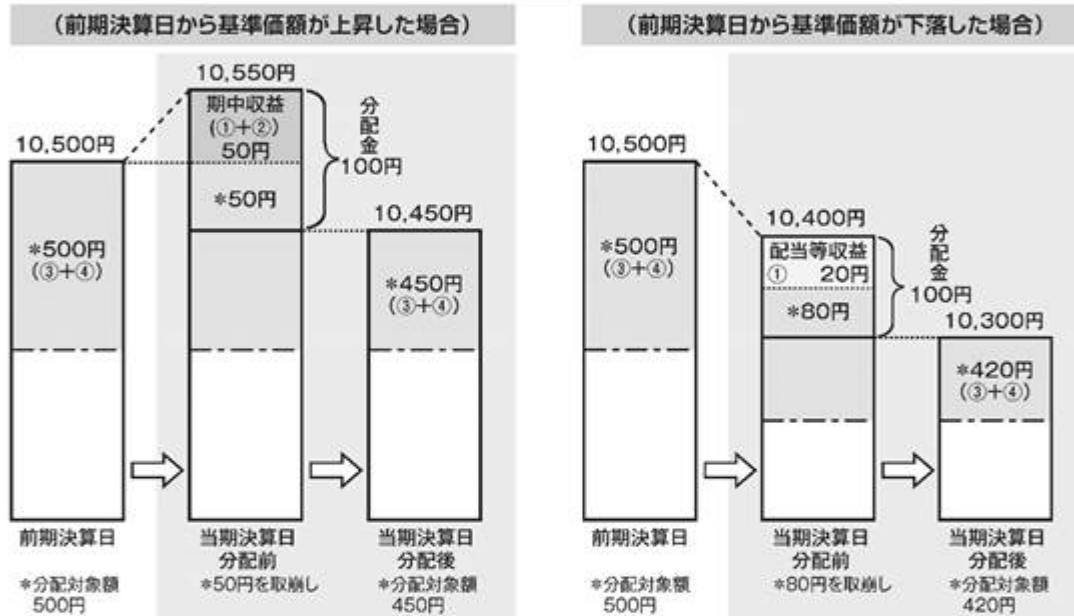 (前期決算日から基準価額が上昇した場合)
10,550円
期中収益
(①+②)
50円
*50円
分配金
100円
10,500円
*500円
(③+④)
10,450円
*450円
(③+④)
前期決算日
当期決算日
分配前
当期決算日
分配後
*分配対象額
500円
*50円を取崩し
*分配対象額
450円
(前期決算日から基準価額が下落した場合)
10,500円
*500円
(③+④)
10,400円
配当等収益
① 20円
*80円
分配金
100円
10,300円
*420円
(③+④)
前期決算日
当期決算日
分配前
当期決算日
分配後
*分配対象額
500円
*80円を取崩し
*分配対象額
420円